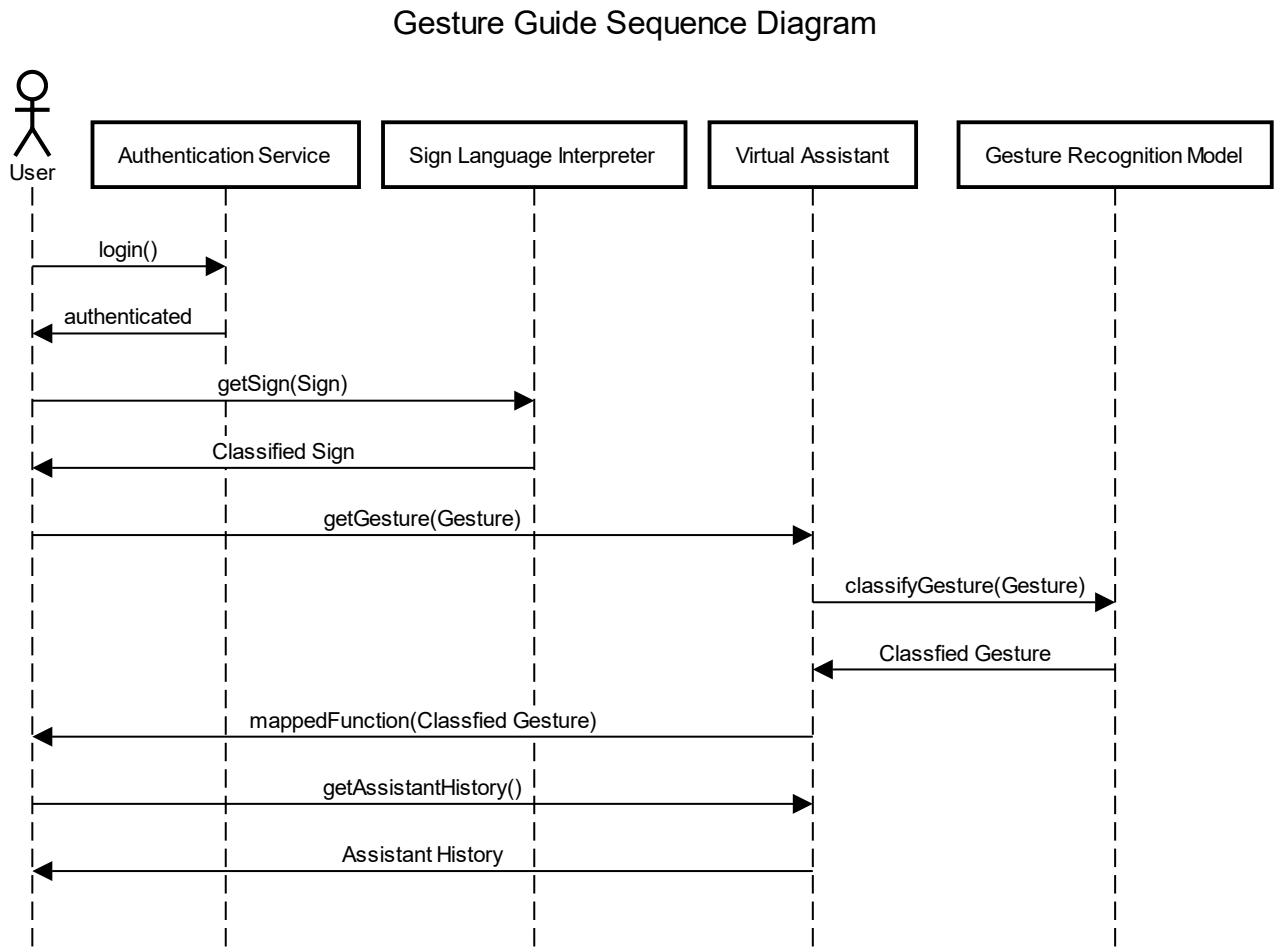 Gesture Guide Sequence Diagram
User
Authentication Service
Sign Language Interpreter
Virtual Assistant
Gesture Recognition Model
login()
authenticated
getSign(Sign)
Classified Sign
getGesture(Gesture)
classifyGesture(Gesture)
Classfied Gesture
mappedFunction(Classfied Gesture)
getAssistantHistory()
Assistant History